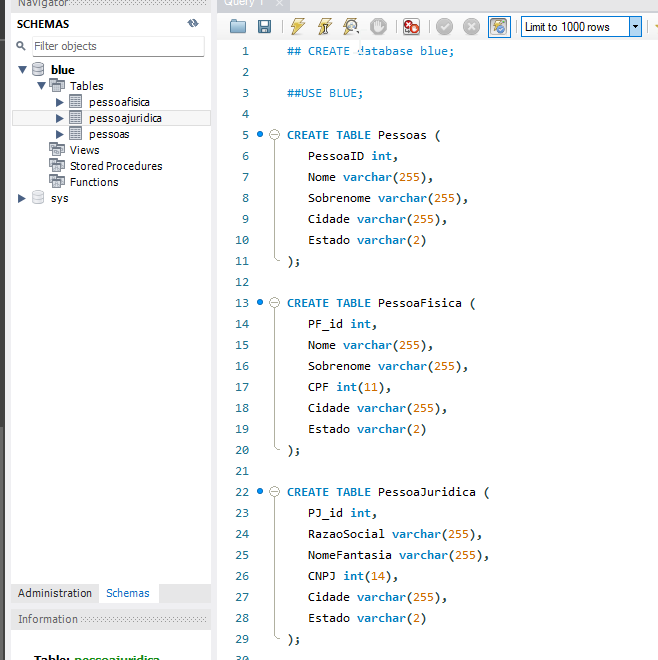 Navigator
Query 1
SCHEMAS
Filter objects
blue
Tables
pessoafisica
pessoajuridica
pessoas
Views
Stored Procedures
Functions
sys
Administration
Schemas
Information
Table: pessoajuridica
Limit to 1000 rows
1 ## CREATE database blue;
2
3 ##USE BLUE;
4
5 CREATE TABLE Pessoas (
6 PessoaID int,
7 Nome varchar(255),
8 Sobrenome varchar(255),
9 Cidade varchar(255),
10 Estado varchar(2)
11 );
12
13 CREATE TABLE PessoaFisica (
14 PF_id int,
15 Nome varchar(255),
16 Sobrenome varchar(255),
17 CPF int(11),
18 Cidade varchar(255),
19 Estado varchar(2)
20 );
21
22 CREATE TABLE PessoaJuridica (
23 PJ_id int,
24 RazaoSocial varchar(255),
25 NomeFantasia varchar(255),
26 CNPJ int(14),
27 Cidade varchar(255),
28 Estado varchar(2)
29 );
30